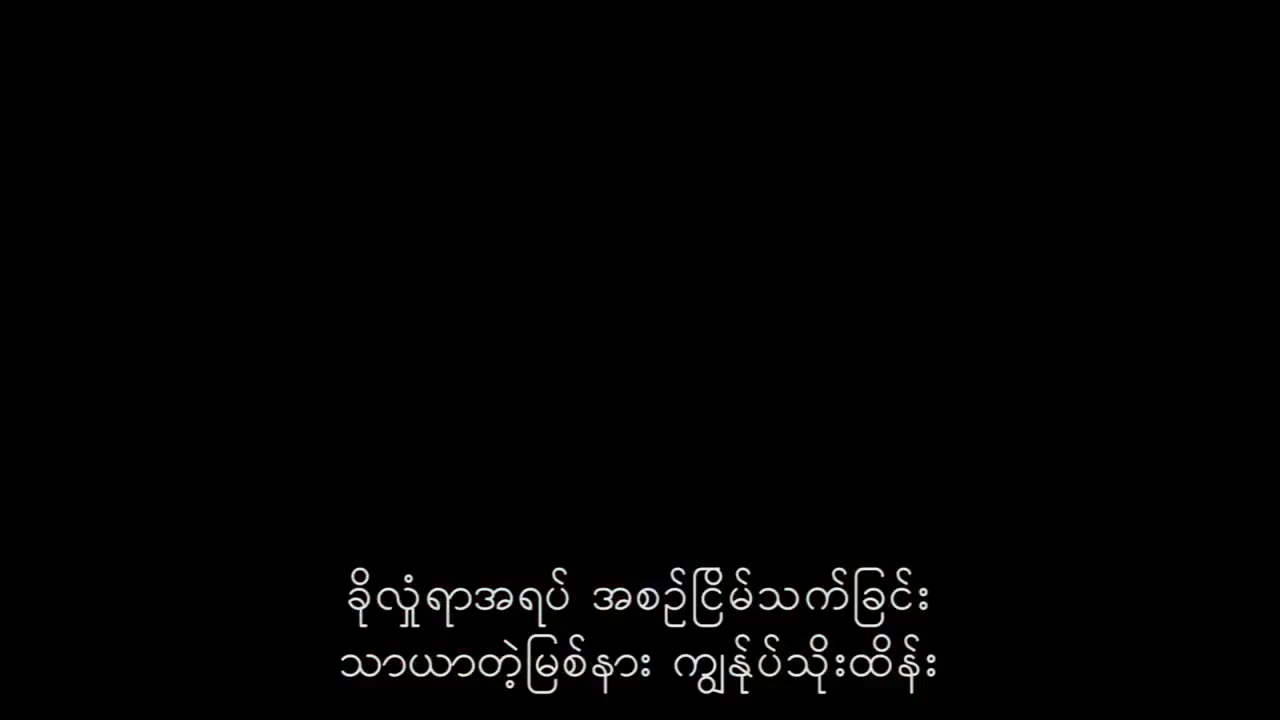 ခိုလှုံရာအရပ် အစဉ်ငြိမ်သက်ခြင်း
သာယာတဲ့မြစ်နား ကျွန်ုပ်သိုးထိန်း